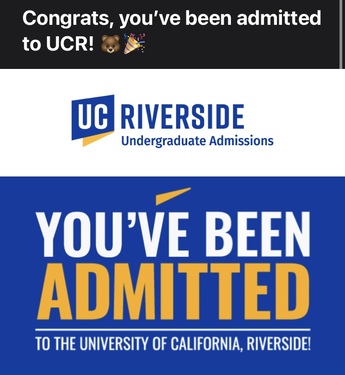 Congrats, you've been admitted
to UCR! 🐻🎉
UC RIVERSIDE
Undergraduate Admissions
YOU'VE BEEN
ADMITTED
TO THE UNIVERSITY OF CALIFORNIA, RIVERSIDE!